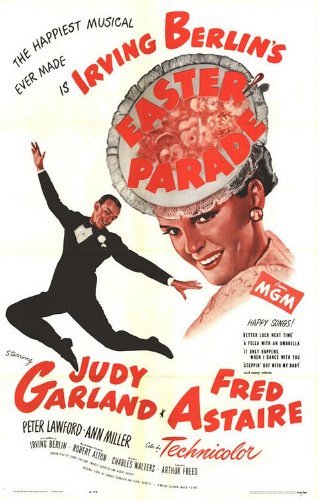 THE HAPPIEST MUSICAL
EVER MADE
IS IRVING BERLIN'S
EASTER
PARADE
from
MGM
HAPPY SONGS!
BETTER LUCK NEXT TIME
A FELLA WITH AN UMBRELLA
IT ONLY HAPPENS
WHEN I DANCE WITH YOU
STEPPIN' OUT WITH MY BABY
and many others
Starring
JUDY GARLAND
FRED ASTAIRE
PETER LAWFORD • ANN MILLER
Color by Technicolor
IRVING BERLIN
ROBERT ALTON
CHARLES WALTERS
ARTHUR FREED